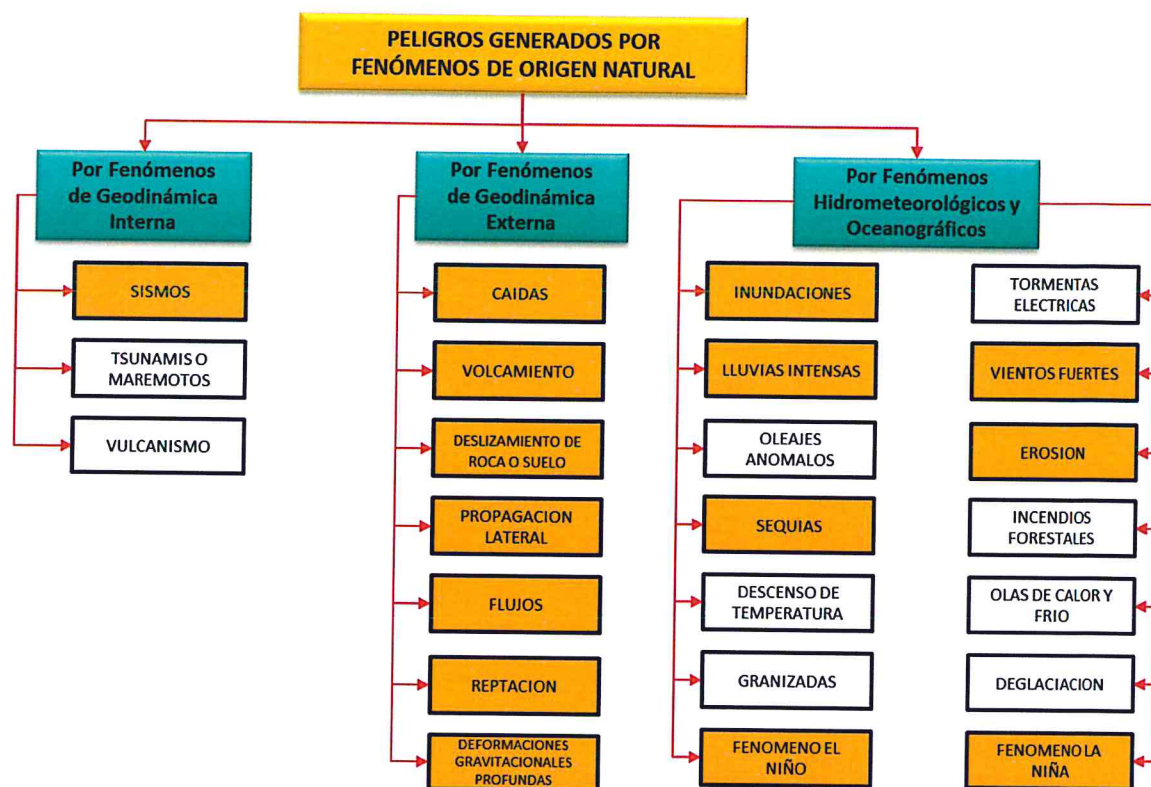 PELIGROS GENERADOS POR
FENÓMENOS DE ORIGEN NATURAL
Por Fenómenos
de Geodinámica
Interna
SISMOS
TSUNAMIS O
MAREMOTOS
VULCANISMO
Por Fenómenos
de Geodinámica
Externa
CAIDAS
VOLCAMIENTO
DESLIZAMIENTO DE
ROCA O SUELO
PROPAGACION
LATERAL
FLUJOS
REPTACION
DEFORMACIONES
GRAVITACIONALES
PROFUNDAS
Por Fenómenos
Hidrometeorológicos y
Oceanográficos
INUNDACIONES
LLUVIAS INTENSAS
OLEAJES
ANOMALOS
SEQUIAS
DESCENSO DE
TEMPERATURA
GRANIZADAS
FENOMENO EL
NIÑO
TORMENTAS
ELECTRICAS
VIENTOS FUERTES
EROSION
INCENDIOS
FORESTALES
OLAS DE CALOR Y
FRIO
DEGLACIACION
FENOMENO LA
NIÑA